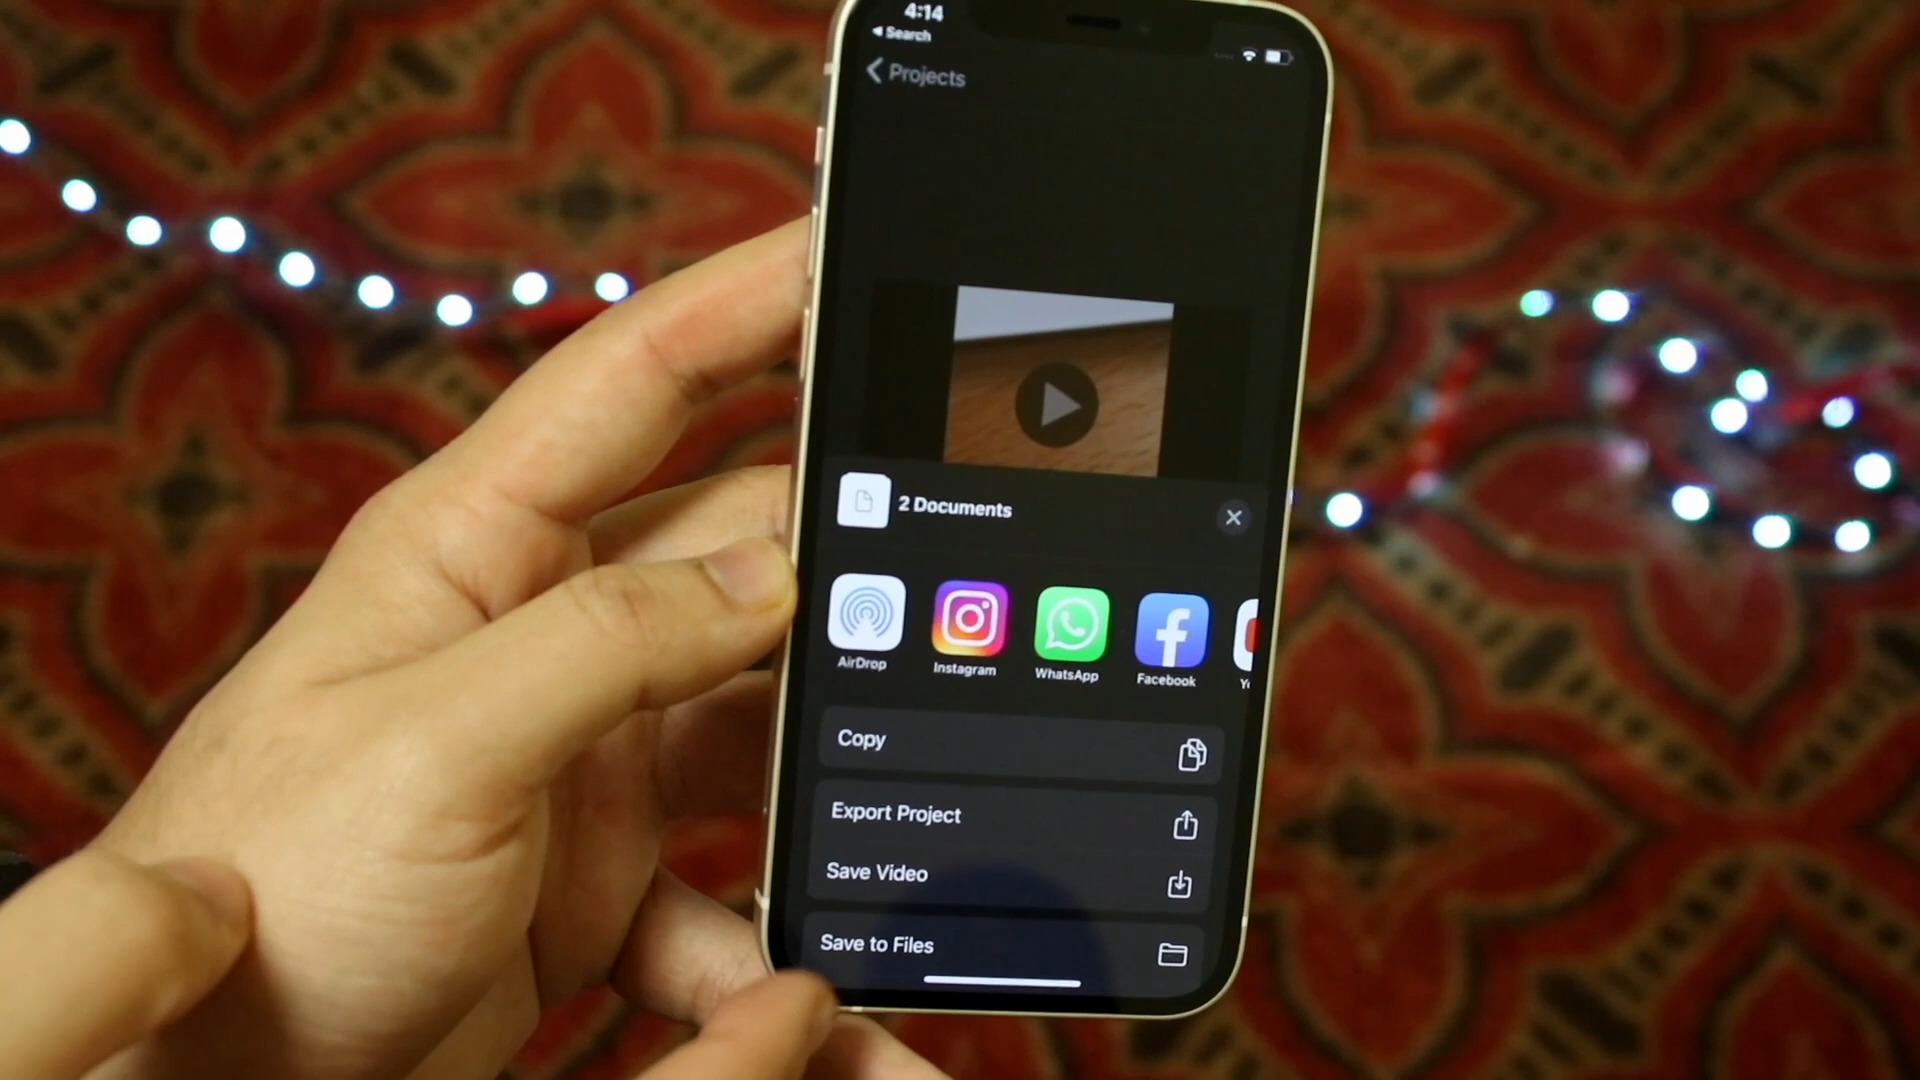 4:14
Search
Projects
2 Documents
AirDrop
Instagram
WhatsApp
Facebook
Copy
Export Project
Save Video
Save to Files